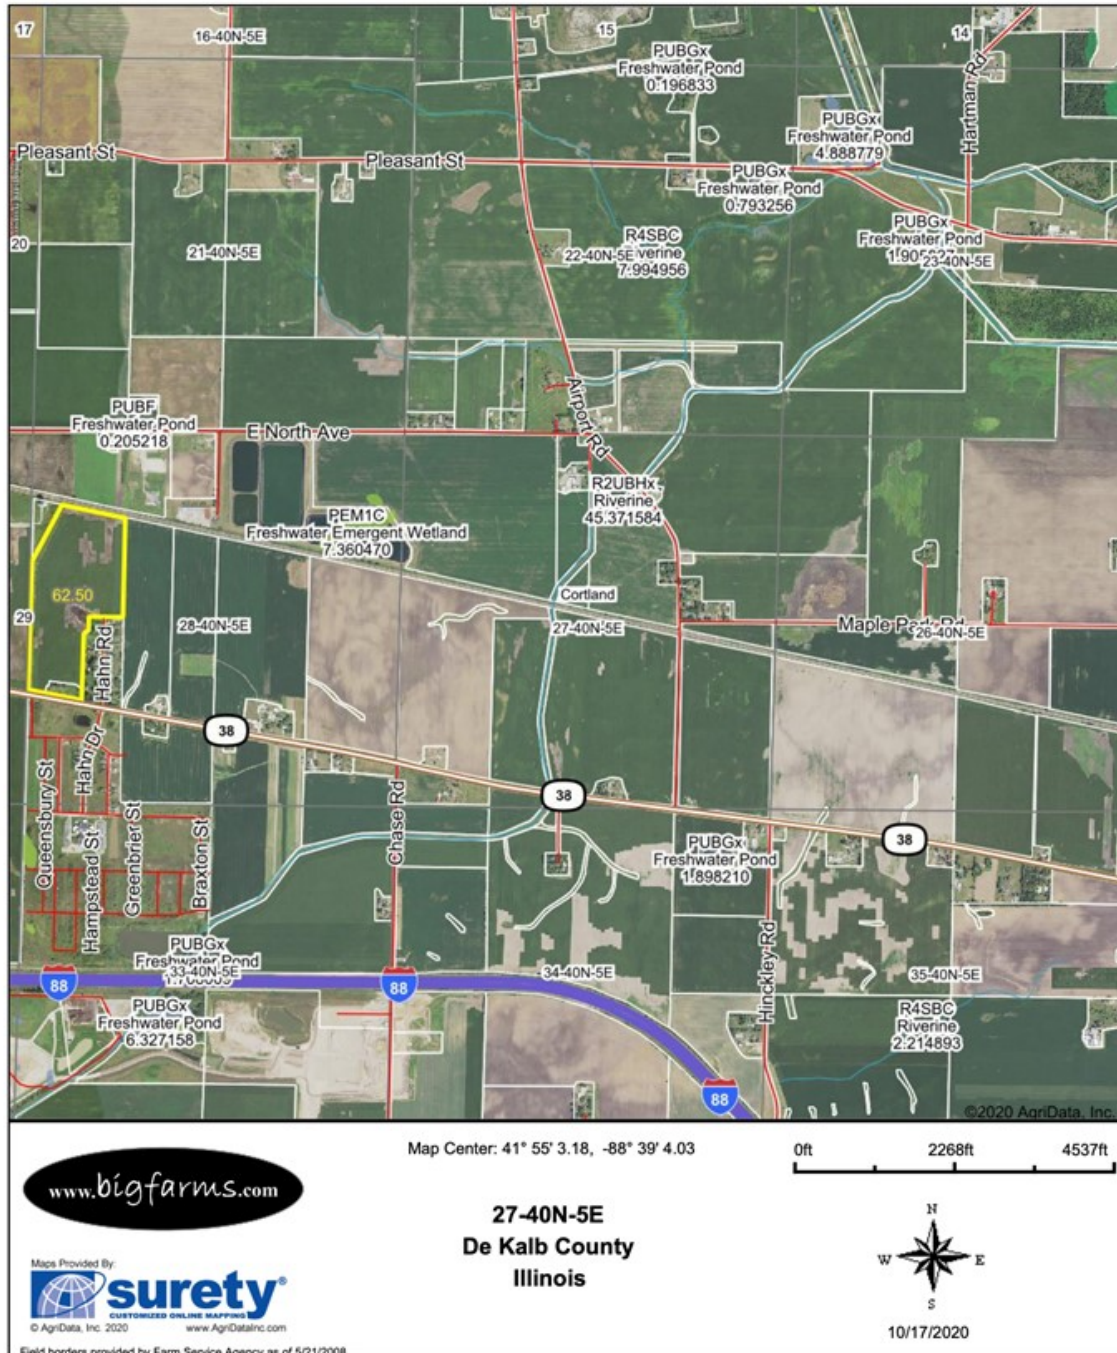 17
16-40N-5E
15
14
PUBGx
Freshwater Pond
0.196833
Hartman Rd
PUBGx
Freshwater Pond
4.888779
Pleasant St
Pleasant St
PUBGx
Freshwater Pond
0.793256
20
21-40N-5E
22-40N-5E
R4SBC
7.994956
PUBGx
Freshwater Pond
23-40N-5E
Airport Rd
PUBF
Freshwater Pond
0.205218
E North Ave
R2UBHx
Riverine
45.371584
PEM1C
Freshwater Emergent Wetland
7.360470
62.50
Cortland
29
28-40N-5E
27-40N-5E
Maple Park Rd
26-40N-5E
Hahn Rd
38
Hahn Dr
38
38
Queensbury St
Hampstead St
Greenbrier St
Braxton St
Chase Rd
PUBGx
Freshwater Pond
1.898210
Hinckley Rd
PUBGx
Freshwater Pond
33-40N-5E
34-40N-5E
35-40N-5E
88
88
PUBGx
Freshwater Pond
6.327158
R4SBC
Riverine
2.214893
88
©2020 AgriData, Inc.
Map Center: 41° 55' 3.18, -88° 39' 4.03
0ft 2268ft 4537ft
www.bigfarms.com
27-40N-5E
De Kalb County
Illinois
N
W E
S
Maps Provided By:
surety®
CUSTOMIZED ONLINE MAPPING
© AgriData, Inc. 2020 www.AgriDataInc.com
10/17/2020
Field borders provided by Farm Service Agency as of 5/21/2008.